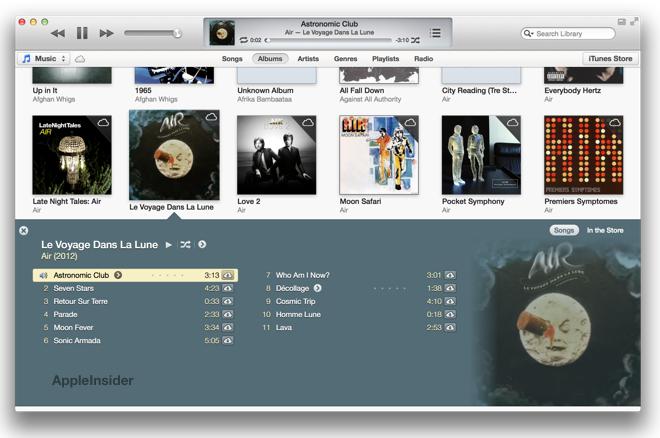 Astronomic Club
Air — Le Voyage Dans La Lune
0:02
-3:10
Search Library
Music
Songs
Albums
Artists
Genres
Playlists
Radio
iTunes Store
Up in It
Afghan Whigs
1965
Afghan Whigs
Unknown Album
Afrika Bambaataa
All Fall Down
Against All Authority
City Reading (Tre St...
Air
Everybody Hertz
Air
LateNightTales
AIR
AIR
AIR
MOON SAFARI
AIR
PREMIERS SYMPTOMES
Late Night Tales: Air
Air
Le Voyage Dans La Lune
Love 2
Air
Moon Safari
Air
Pocket Symphony
Air
Premiers Symptomes
Air
Le Voyage Dans La Lune
Air (2012)
Songs
In the Store
Astronomic Club 3:13
2 Seven Stars 4:23
3 Retour Sur Terre 0:33
4 Parade 2:33
5 Moon Fever 3:34
6 Sonic Armada 5:05
7 Who Am I Now? 3:01
8 Décollage 1:38
9 Cosmic Trip 4:10
10 Homme Lune 0:18
11 Lava 2:53
AIR
LE VOYAGE DANS LA LUNE
AppleInsider